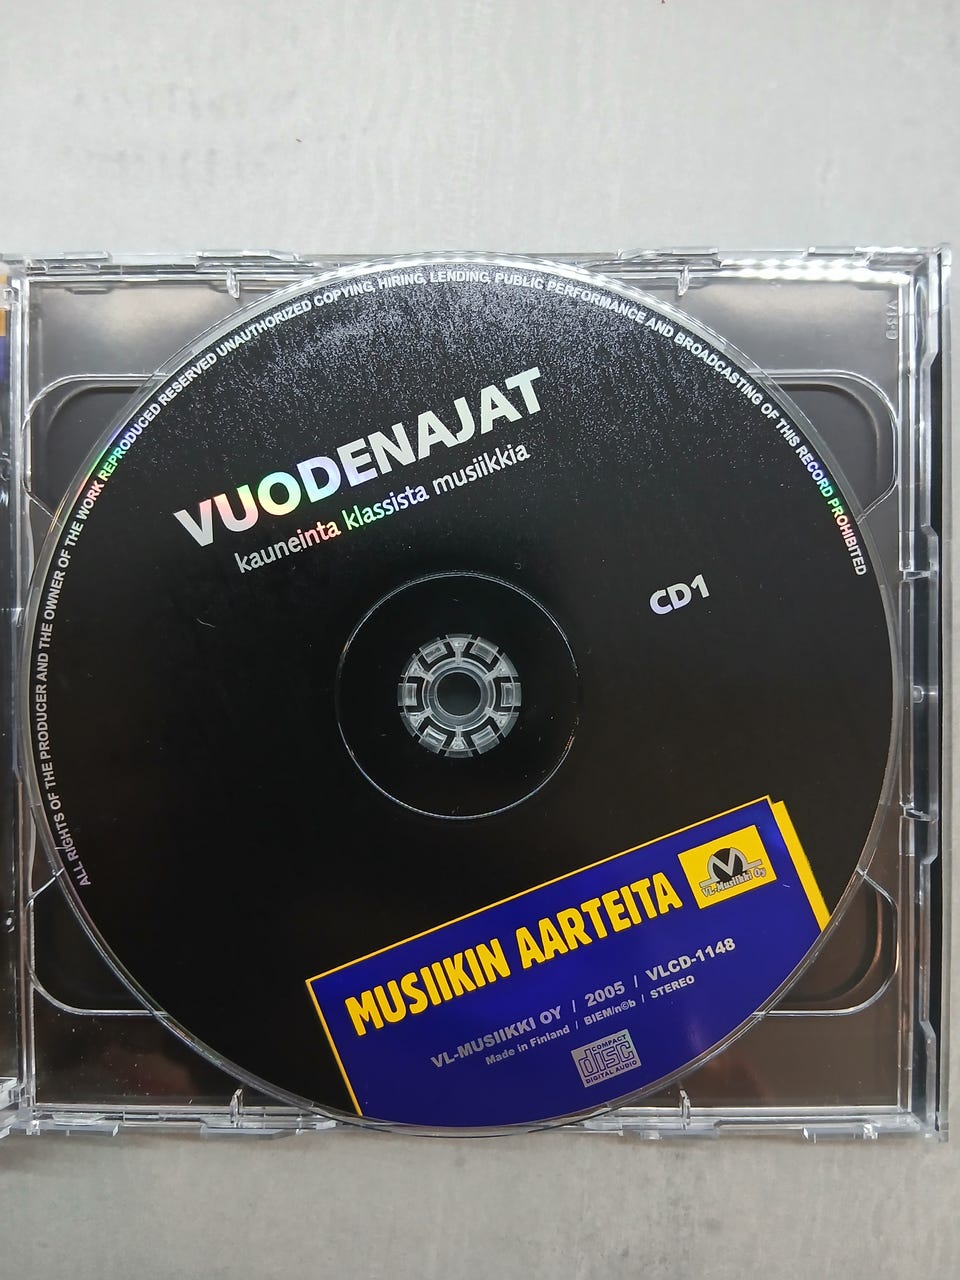 ALL RIGHTS OF THE PRODUCER AND THE OWNER OF THE WORK REPRODUCED RESERVED UNAUTHORIZED COPYING, HIRING, LENDING, PUBLIC PERFORMANCE AND BROADCASTING OF THIS RECORD PROHIBITED
VUODENAJAT
kauneinta klassista musiikkia
CD1
VL-Musiikki Oy
MUSIIKIN AARTEITA
VL-MUSIIKKI OY / 2005 / VLCD-1148
Made in Finland / BIEM/n©b / STEREO
COMPACT
disc
DIGITAL AUDIO